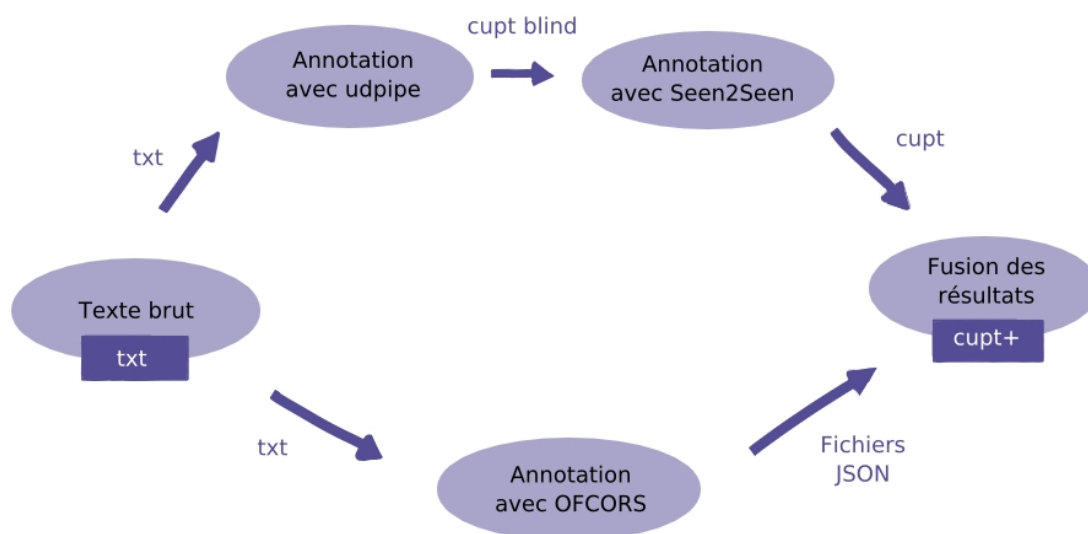 cupt blind
Annotation
avec udpipe
Annotation
avec Seen2Seen
txt
cupt
Texte brut
txt
Fusion des
résultats
cupt+
txt
Fichiers
JSON
Annotation
avec OFCORS